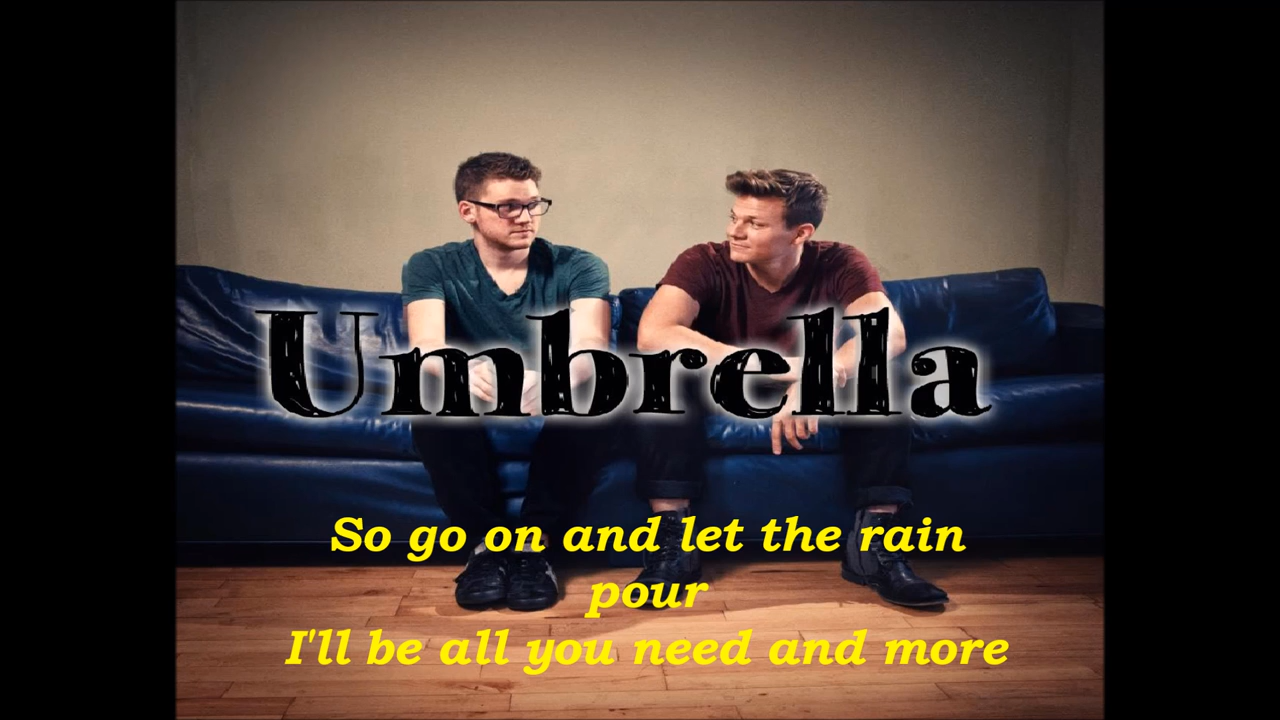 Umbrella
So go on and let the rain
pour
I'll be all you need and more